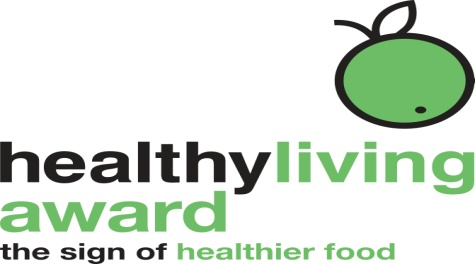 healthyliving
award
the sign of healthier food